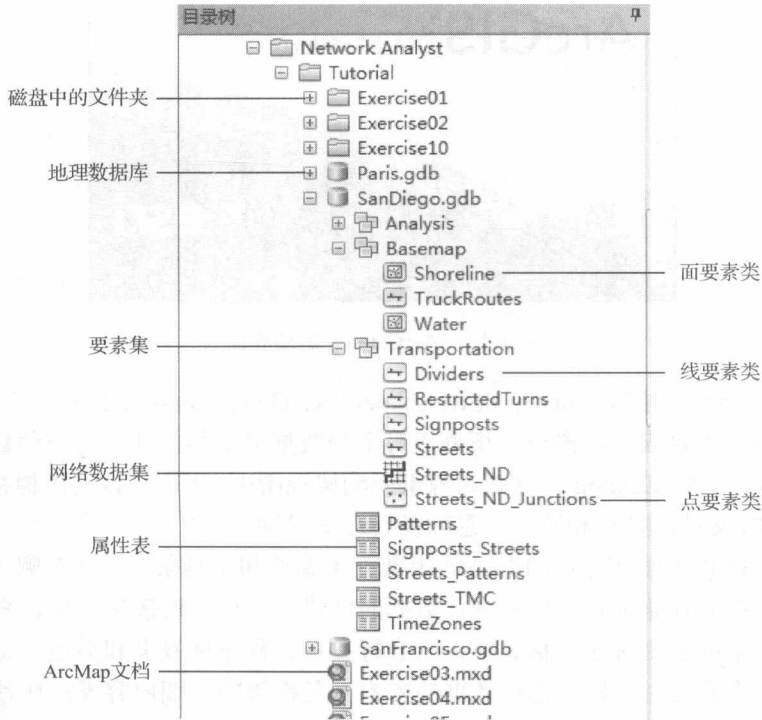 目录树
Network Analyst
Tutorial
磁盘中的文件夹
Exercise01
Exercise02
Exercise10
地理数据库
Paris.gdb
SanDiego.gdb
Analysis
Basemap
Shoreline
面要素类
TruckRoutes
Water
要素集
Transportation
Dividers
线要素类
RestrictedTurns
Signposts
Streets
网络数据集
Streets_ND
Streets_ND_Junctions
点要素类
Patterns
属性表
Signposts_Streets
Streets_Patterns
Streets_TMC
TimeZones
SanFrancisco.gdb
ArcMap文档
Exercise03.mxd
Exercise04.mxd